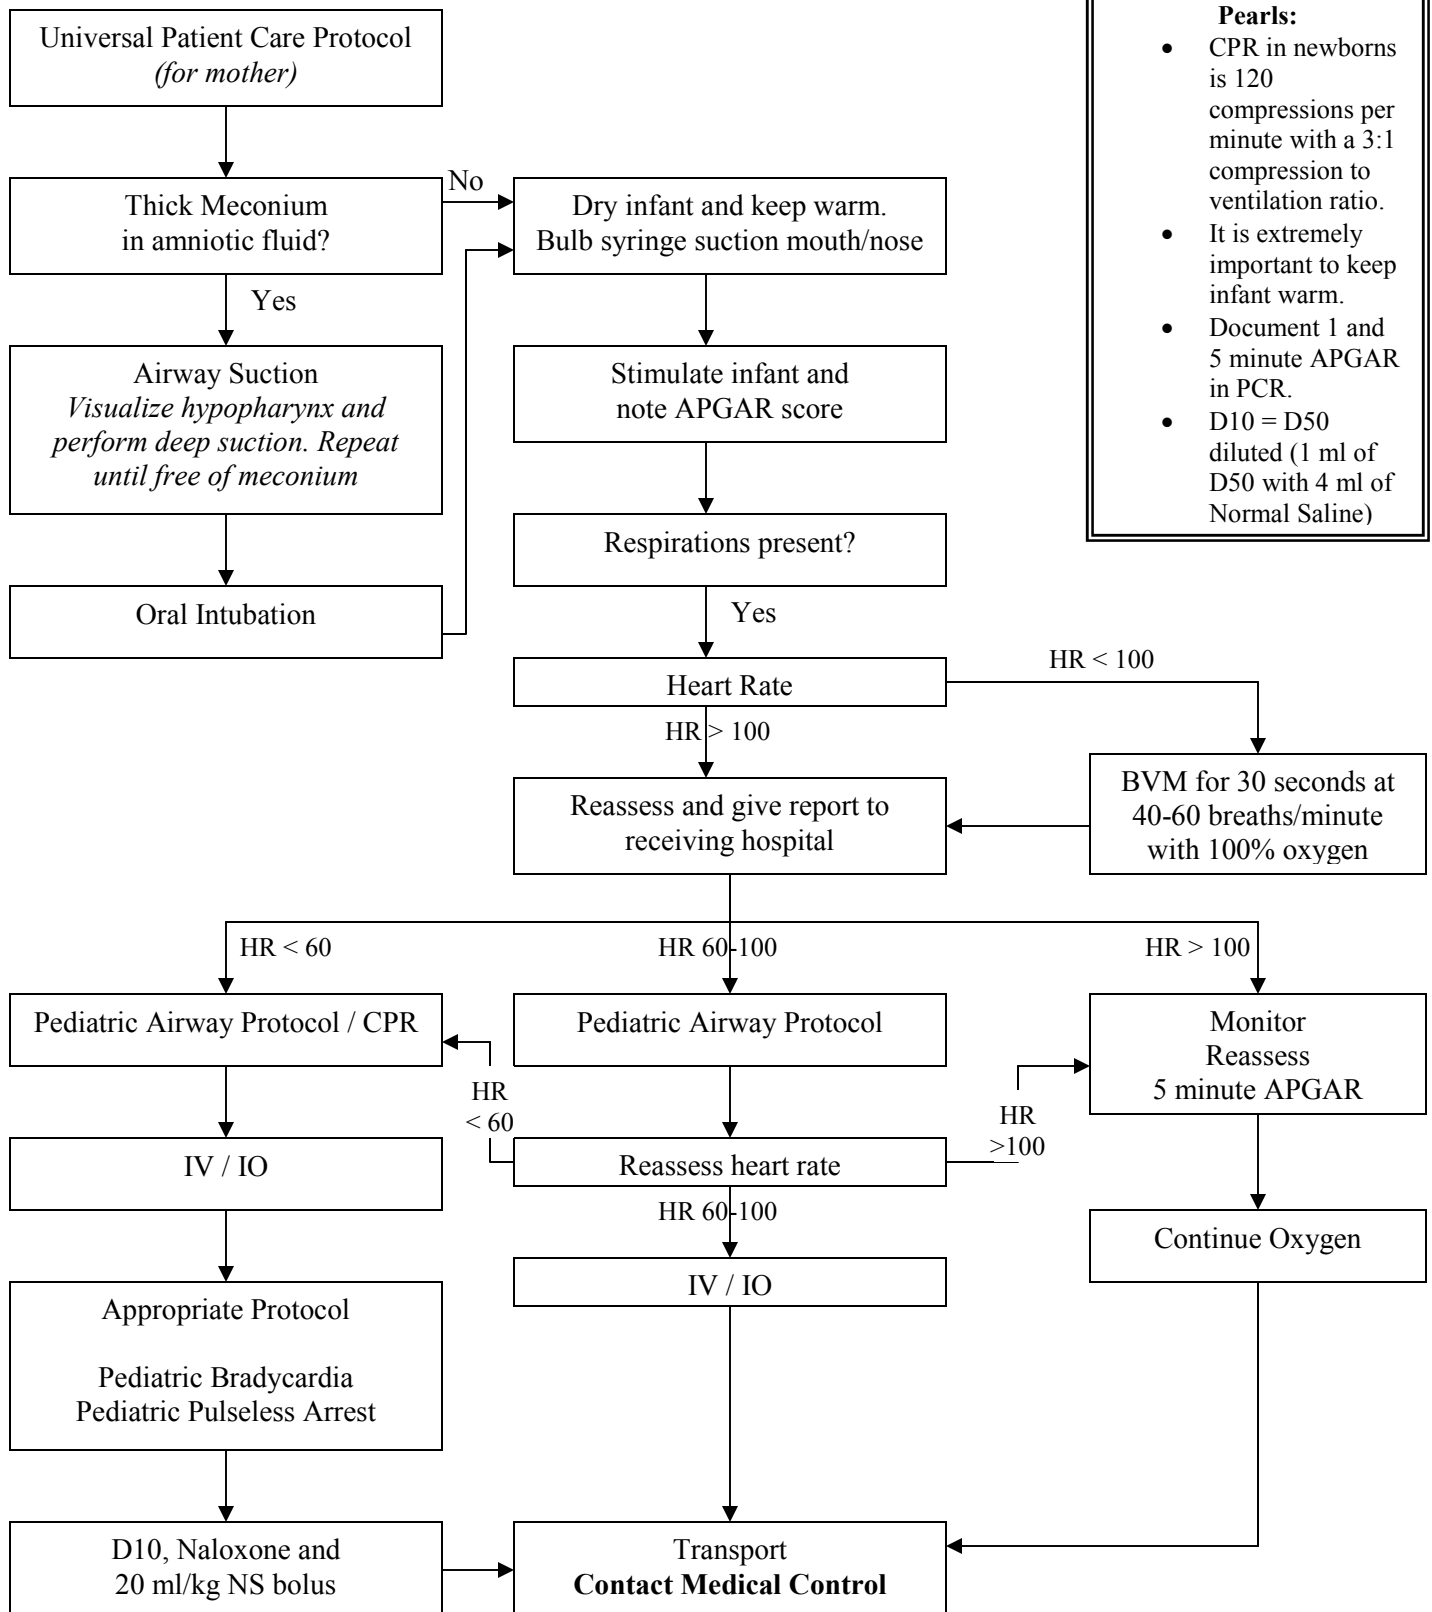 Universal Patient Care Protocol
(for mother)
Thick Meconium
in amniotic fluid?
No
Yes
Airway Suction
Visualize hypopharynx and
perform deep suction. Repeat
until free of meconium
Oral Intubation
Dry infant and keep warm.
Bulb syringe suction mouth/nose
Stimulate infant and
note APGAR score
Respirations present?
Yes
Heart Rate
HR < 100
HR > 100
BVM for 30 seconds at
40-60 breaths/minute
with 100% oxygen
Reassess and give report to
receiving hospital
HR < 60
HR 60-100
HR > 100
Pediatric Airway Protocol / CPR
Pediatric Airway Protocol
Monitor
Reassess
5 minute APGAR
HR
< 60
HR
>100
IV / IO
Reassess heart rate
HR 60-100
IV / IO
Continue Oxygen
Appropriate Protocol
Pediatric Bradycardia
Pediatric Pulseless Arrest
D10, Naloxone and
20 ml/kg NS bolus
Transport
Contact Medical Control
Pearls:
• CPR in newborns
is 120
compressions per
minute with a 3:1
compression to
ventilation ratio.
• It is extremely
important to keep
infant warm.
• Document 1 and
5 minute APGAR
in PCR.
• D10 = D50
diluted (1 ml of
D50 with 4 ml of
Normal Saline)